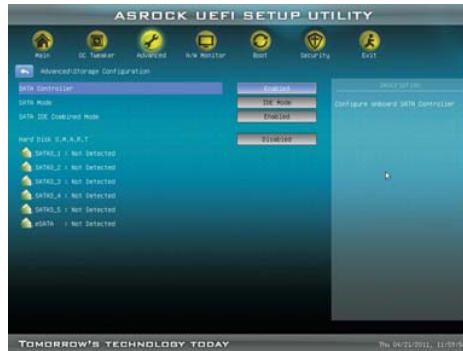 ASROCK UEFI SETUP UTILITY
Main OC Tweaker Advanced H/W Monitor Boot Security Exit
Advanced\Storage Configuration
SATA Controller Enabled
SATA Mode IDE Mode
SATA IDE Combined Mode Enabled
Hard Disk S.M.A.R.T Disabled
SATA3_1 : Not Detected
SATA3_2 : Not Detected
SATA3_3 : Not Detected
SATA3_4 : Not Detected
SATA3_5 : Not Detected
eSATA : Not Detected
Description
Configure onboard SATA Controller
TOMORROW'S TECHNOLOGY TODAY
Thu 04/21/2011, 11:59:5